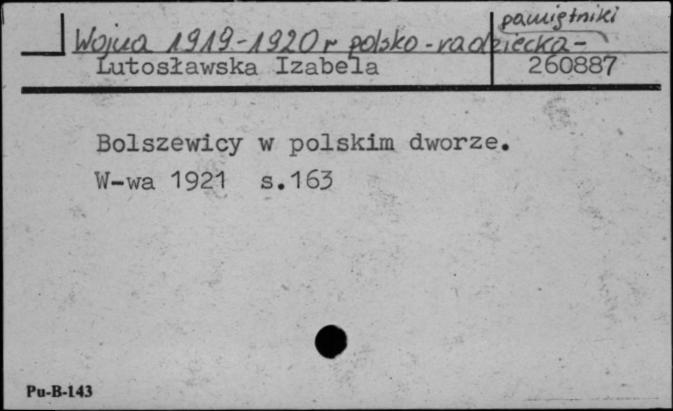 pamiętniki
Wojna 1919-1920 r polsko-radziecka-
Lutosławska Izabela 260887
Bolszewicy w polskim dworze.
W-wa 1921 s.163
Pu-B-143